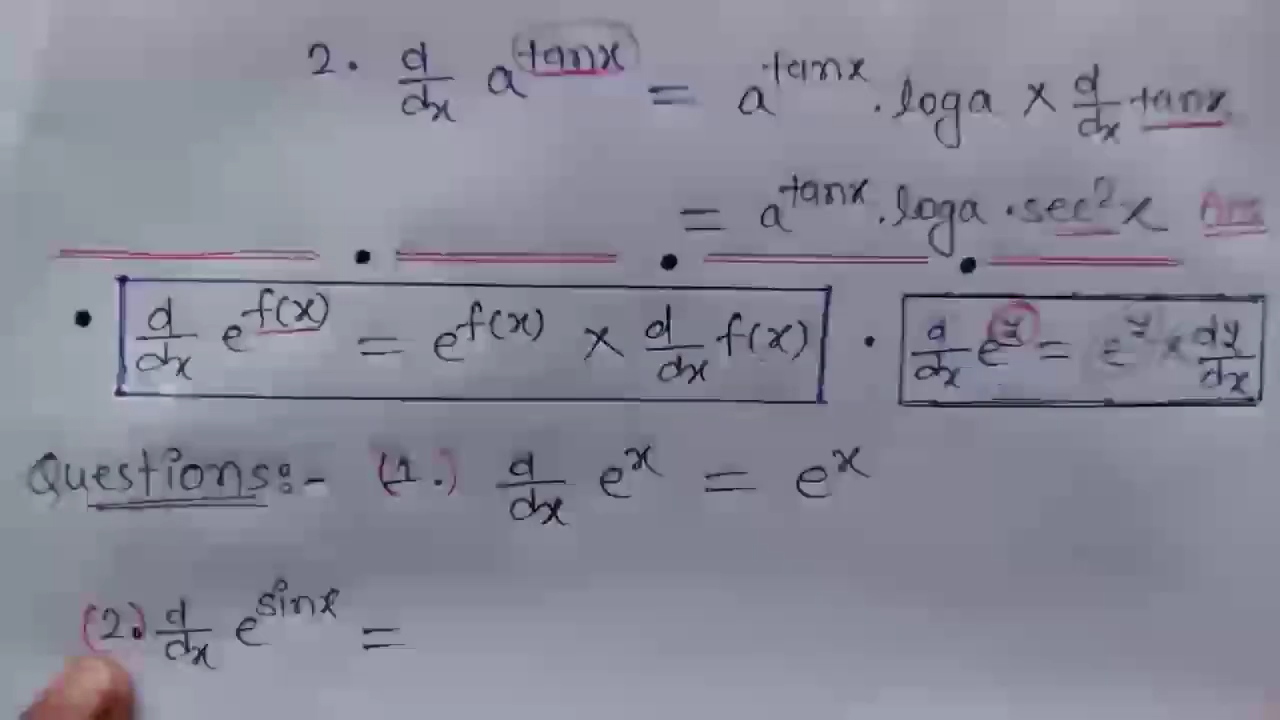 2. d/dx a^tanx = a^tanx . loga × d/dx tanx
= a^tanx . loga . sec²x Ans
• d/dx e^f(x) = e^f(x) × d/dx f(x) • d/dx e^y = e^y × dy/dx
Questions:- (1.) d/dx e^x = e^x
(2.) d/dx e^sinx =